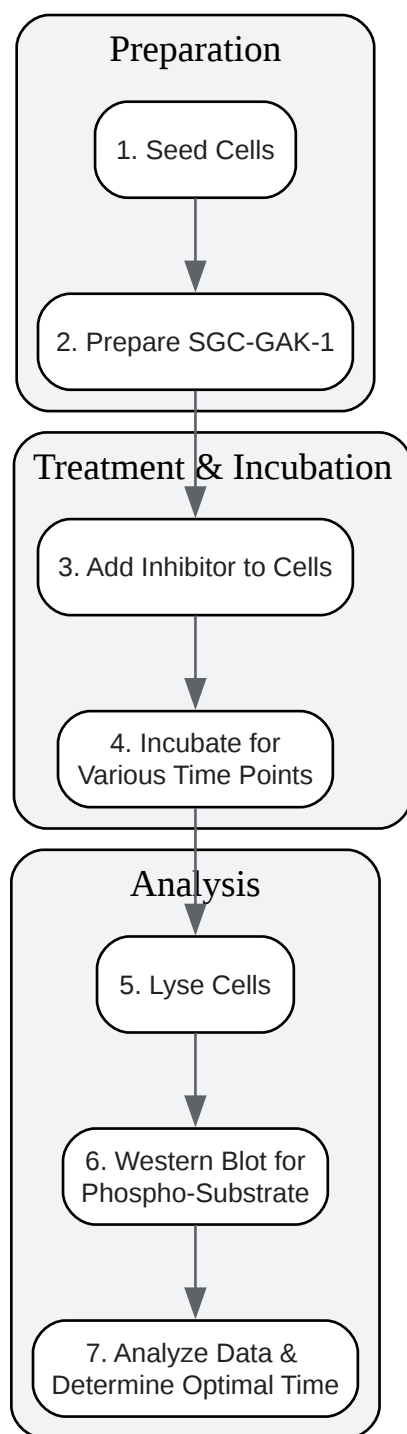 Preparation
1. Seed Cells
2. Prepare SGC-GAK-1
Treatment & Incubation
3. Add Inhibitor to Cells
4. Incubate for
Various Time Points
Analysis
5. Lyse Cells
6. Western Blot for
Phospho-Substrate
7. Analyze Data &
Determine Optimal Time